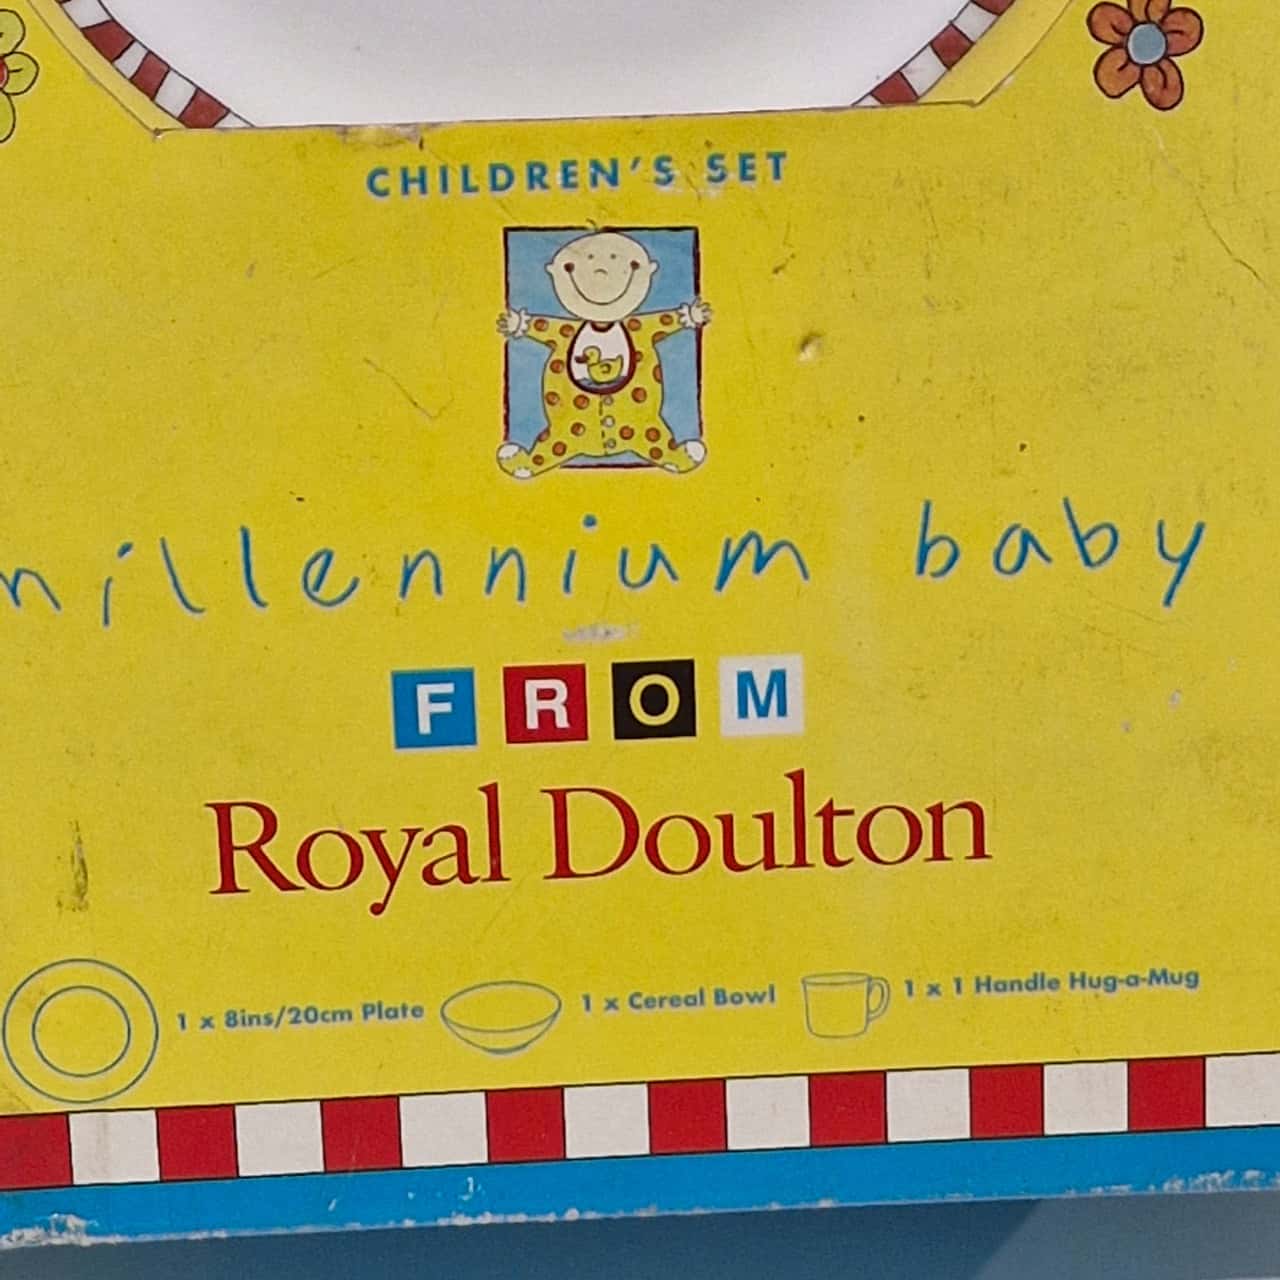 CHILDREN'S SET
millennium baby
FROM
Royal Doulton
1 x 8ins/20cm Plate
1 x Cereal Bowl
1 x 1 Handle Hug-a-Mug